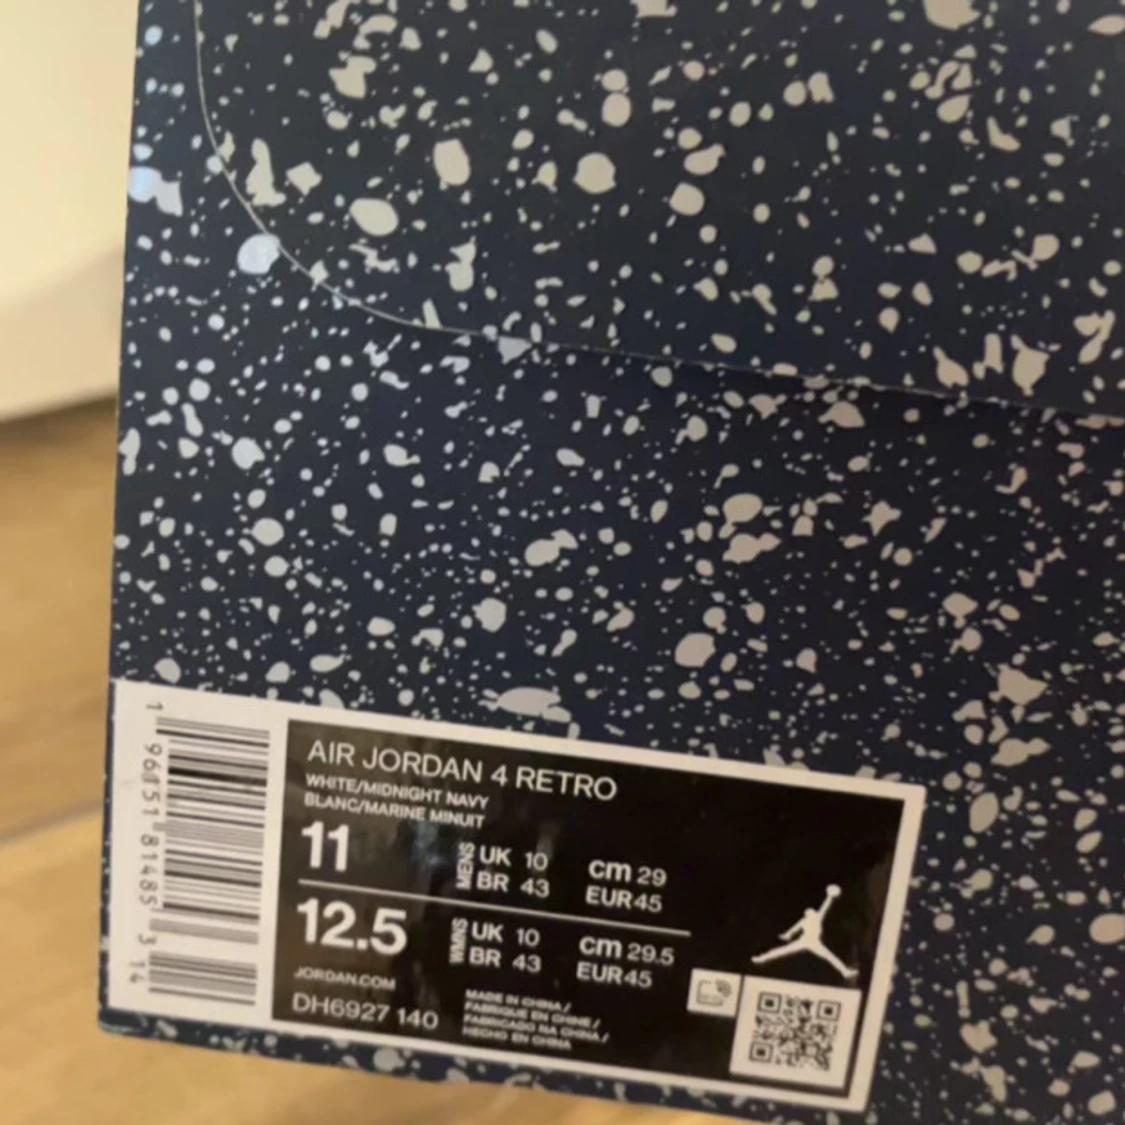 AIR JORDAN 4 RETRO
WHITE/MIDNIGHT NAVY
BLANC/MARINE MINUIT
11
MENS
UK 10
BR 43
cm 29
EUR 45
12.5
WMNS
UK 10
BR 43
cm 29.5
EUR 45
JORDAN.COM
DH6927 140
MADE IN CHINA /
FABRIQUE EN CHINE /
FABRICADO NA CHINA /
HECHO EN CHINA
1 96151 81485 3 14